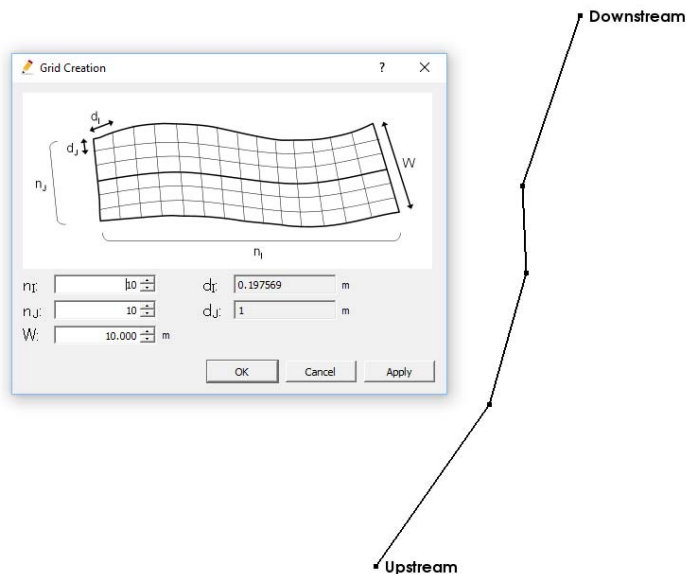 Downstream
Grid Creation
? 
dI
dJ
nJ
W
nI
nI: 10 dI: 0.197569 m
nJ: 10 dJ: 1 m
W: 10.000 m
OK Cancel Apply
Upstream